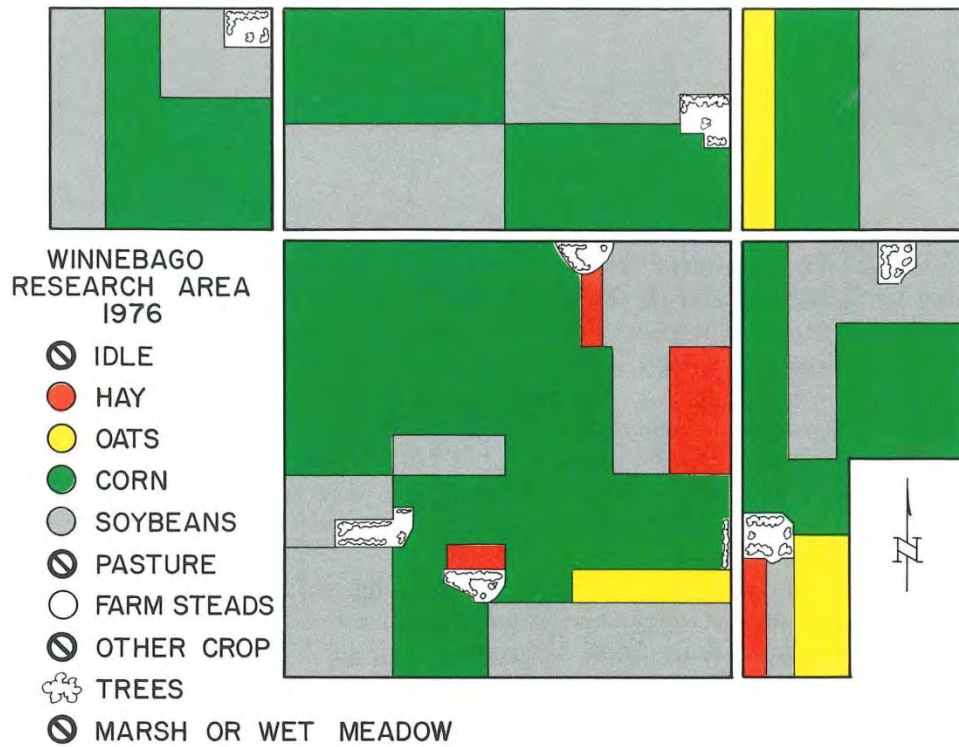 WINNEBAGO
RESEARCH AREA
1976
IDLE
HAY
OATS
CORN
SOYBEANS
PASTURE
FARM STEADS
OTHER CROP
TREES
MARSH OR WET MEADOW
N